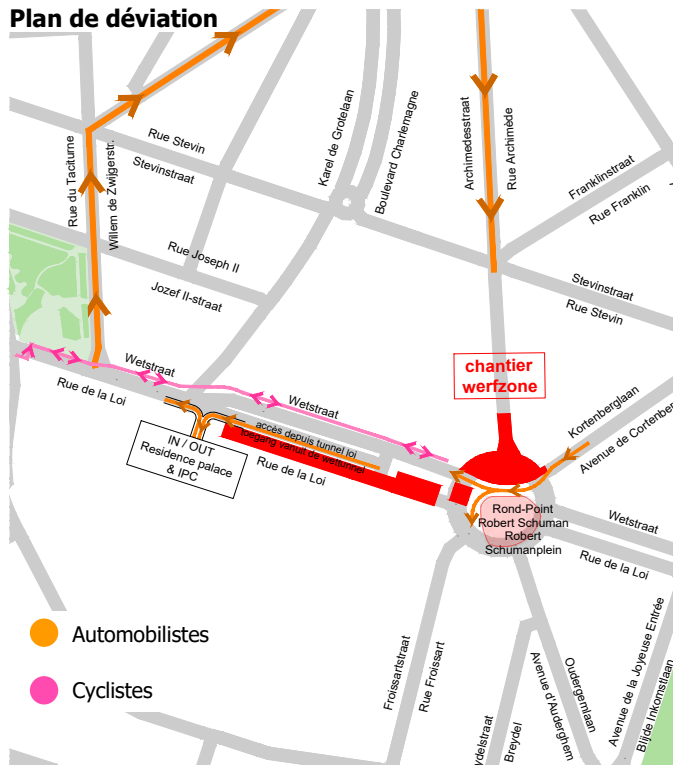 Plan de déviation
Rue du Taciturne
Willem de Zwijgerstr.
Rue Stevin
Stevinstraat
Karel de Grotelaan
Boulevard Charlemagne
Archimedesstraat
Rue Archimède
Franklinstraat
Rue Franklin
Rue Joseph II
Jozef II-straat
Stevinstraat
Rue Stevin
Wetstraat
Rue de la Loi
Wetstraat
chantier
werfzone
Kortenberglaan
Avenue de Cortenber
accès depuis tunnel loi
toegang vanuit de wettunnel
Rue de la Loi
IN / OUT
Residence palace
& IPC
Rond-Point
Robert Schuman
Robert
Schumanplein
Wetstraat
Rue de la Loi
Froissartstraat
Rue Froissart
ydelstraat
Breydel
Avenue d'Auderghem
Oudergemlaan
Avenue de la Joyeuse Entrée
Blijde Inkomstlaan
Automobilistes
Cyclistes